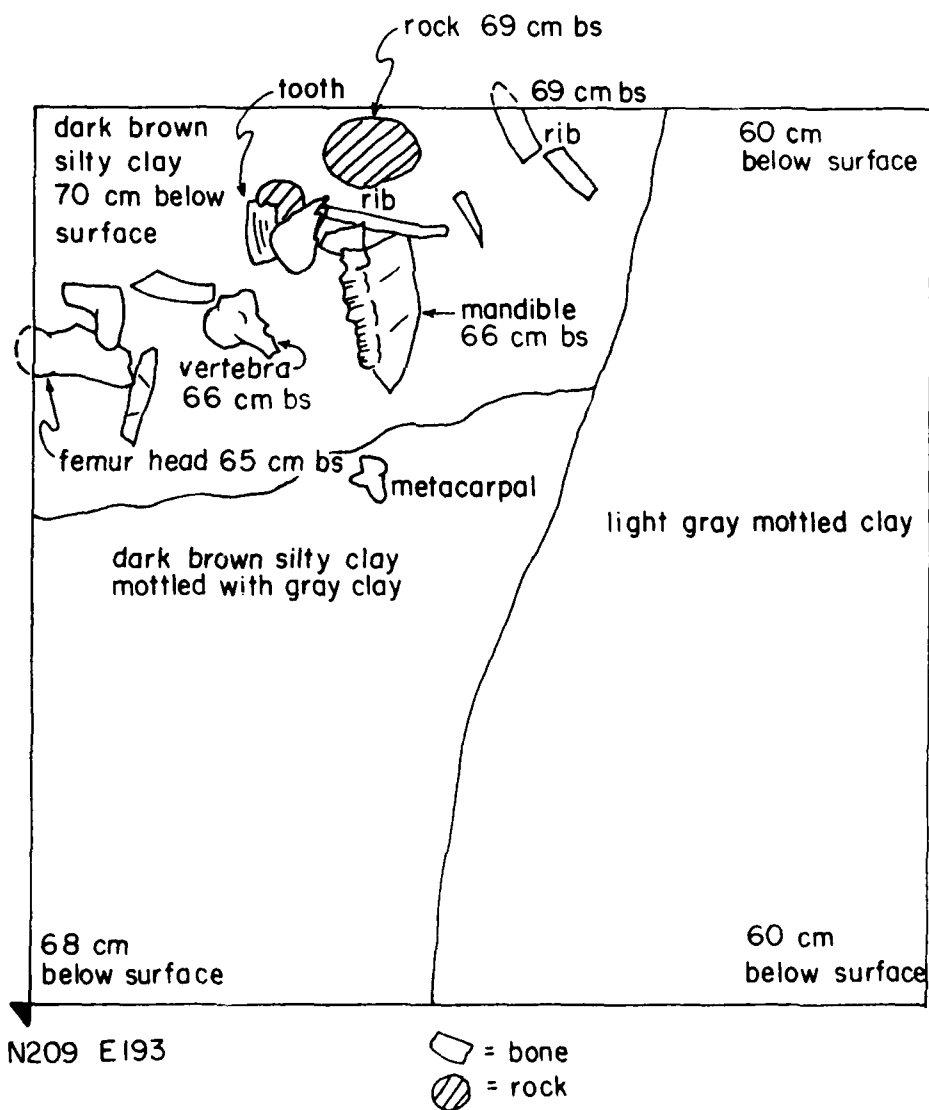 rock 69 cm bs
tooth
69 cm bs
rib
dark brown
silty clay
70 cm below
surface
60 cm
below surface
rib
mandible
66 cm bs
vertebra
66 cm bs
femur head 65 cm bs
metacarpal
light gray mottled clay
dark brown silty clay
mottled with gray clay
68 cm
below surface
60 cm
below surface
N209 E193
= bone
= rock